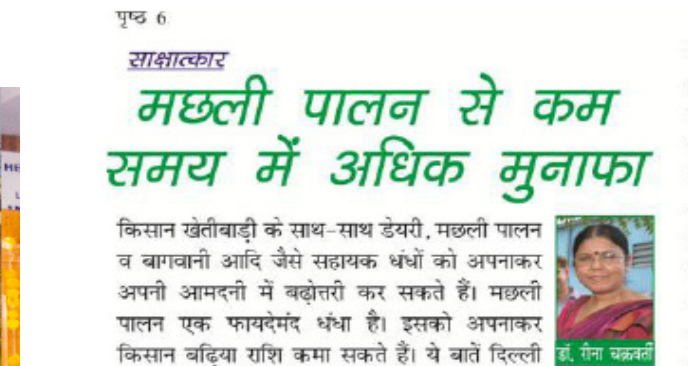 पृष्ठ 6
साक्षात्कार
मछली पालन से कम
समय में अधिक मुनाफा
किसान खेतीबाड़ी के साथ-साथ डेयरी, मछली पालन
व बागवानी आदि जैसे सहायक धंधों को अपनाकर
अपनी आमदनी में बढ़ोत्तरी कर सकते हैं। मछली
पालन एक फायदेमंद धंधा है। इसको अपनाकर
किसान बढ़िया राशि कमा सकते हैं। ये बातें दिल्ली
डॉ. रीना चक्रवर्ती